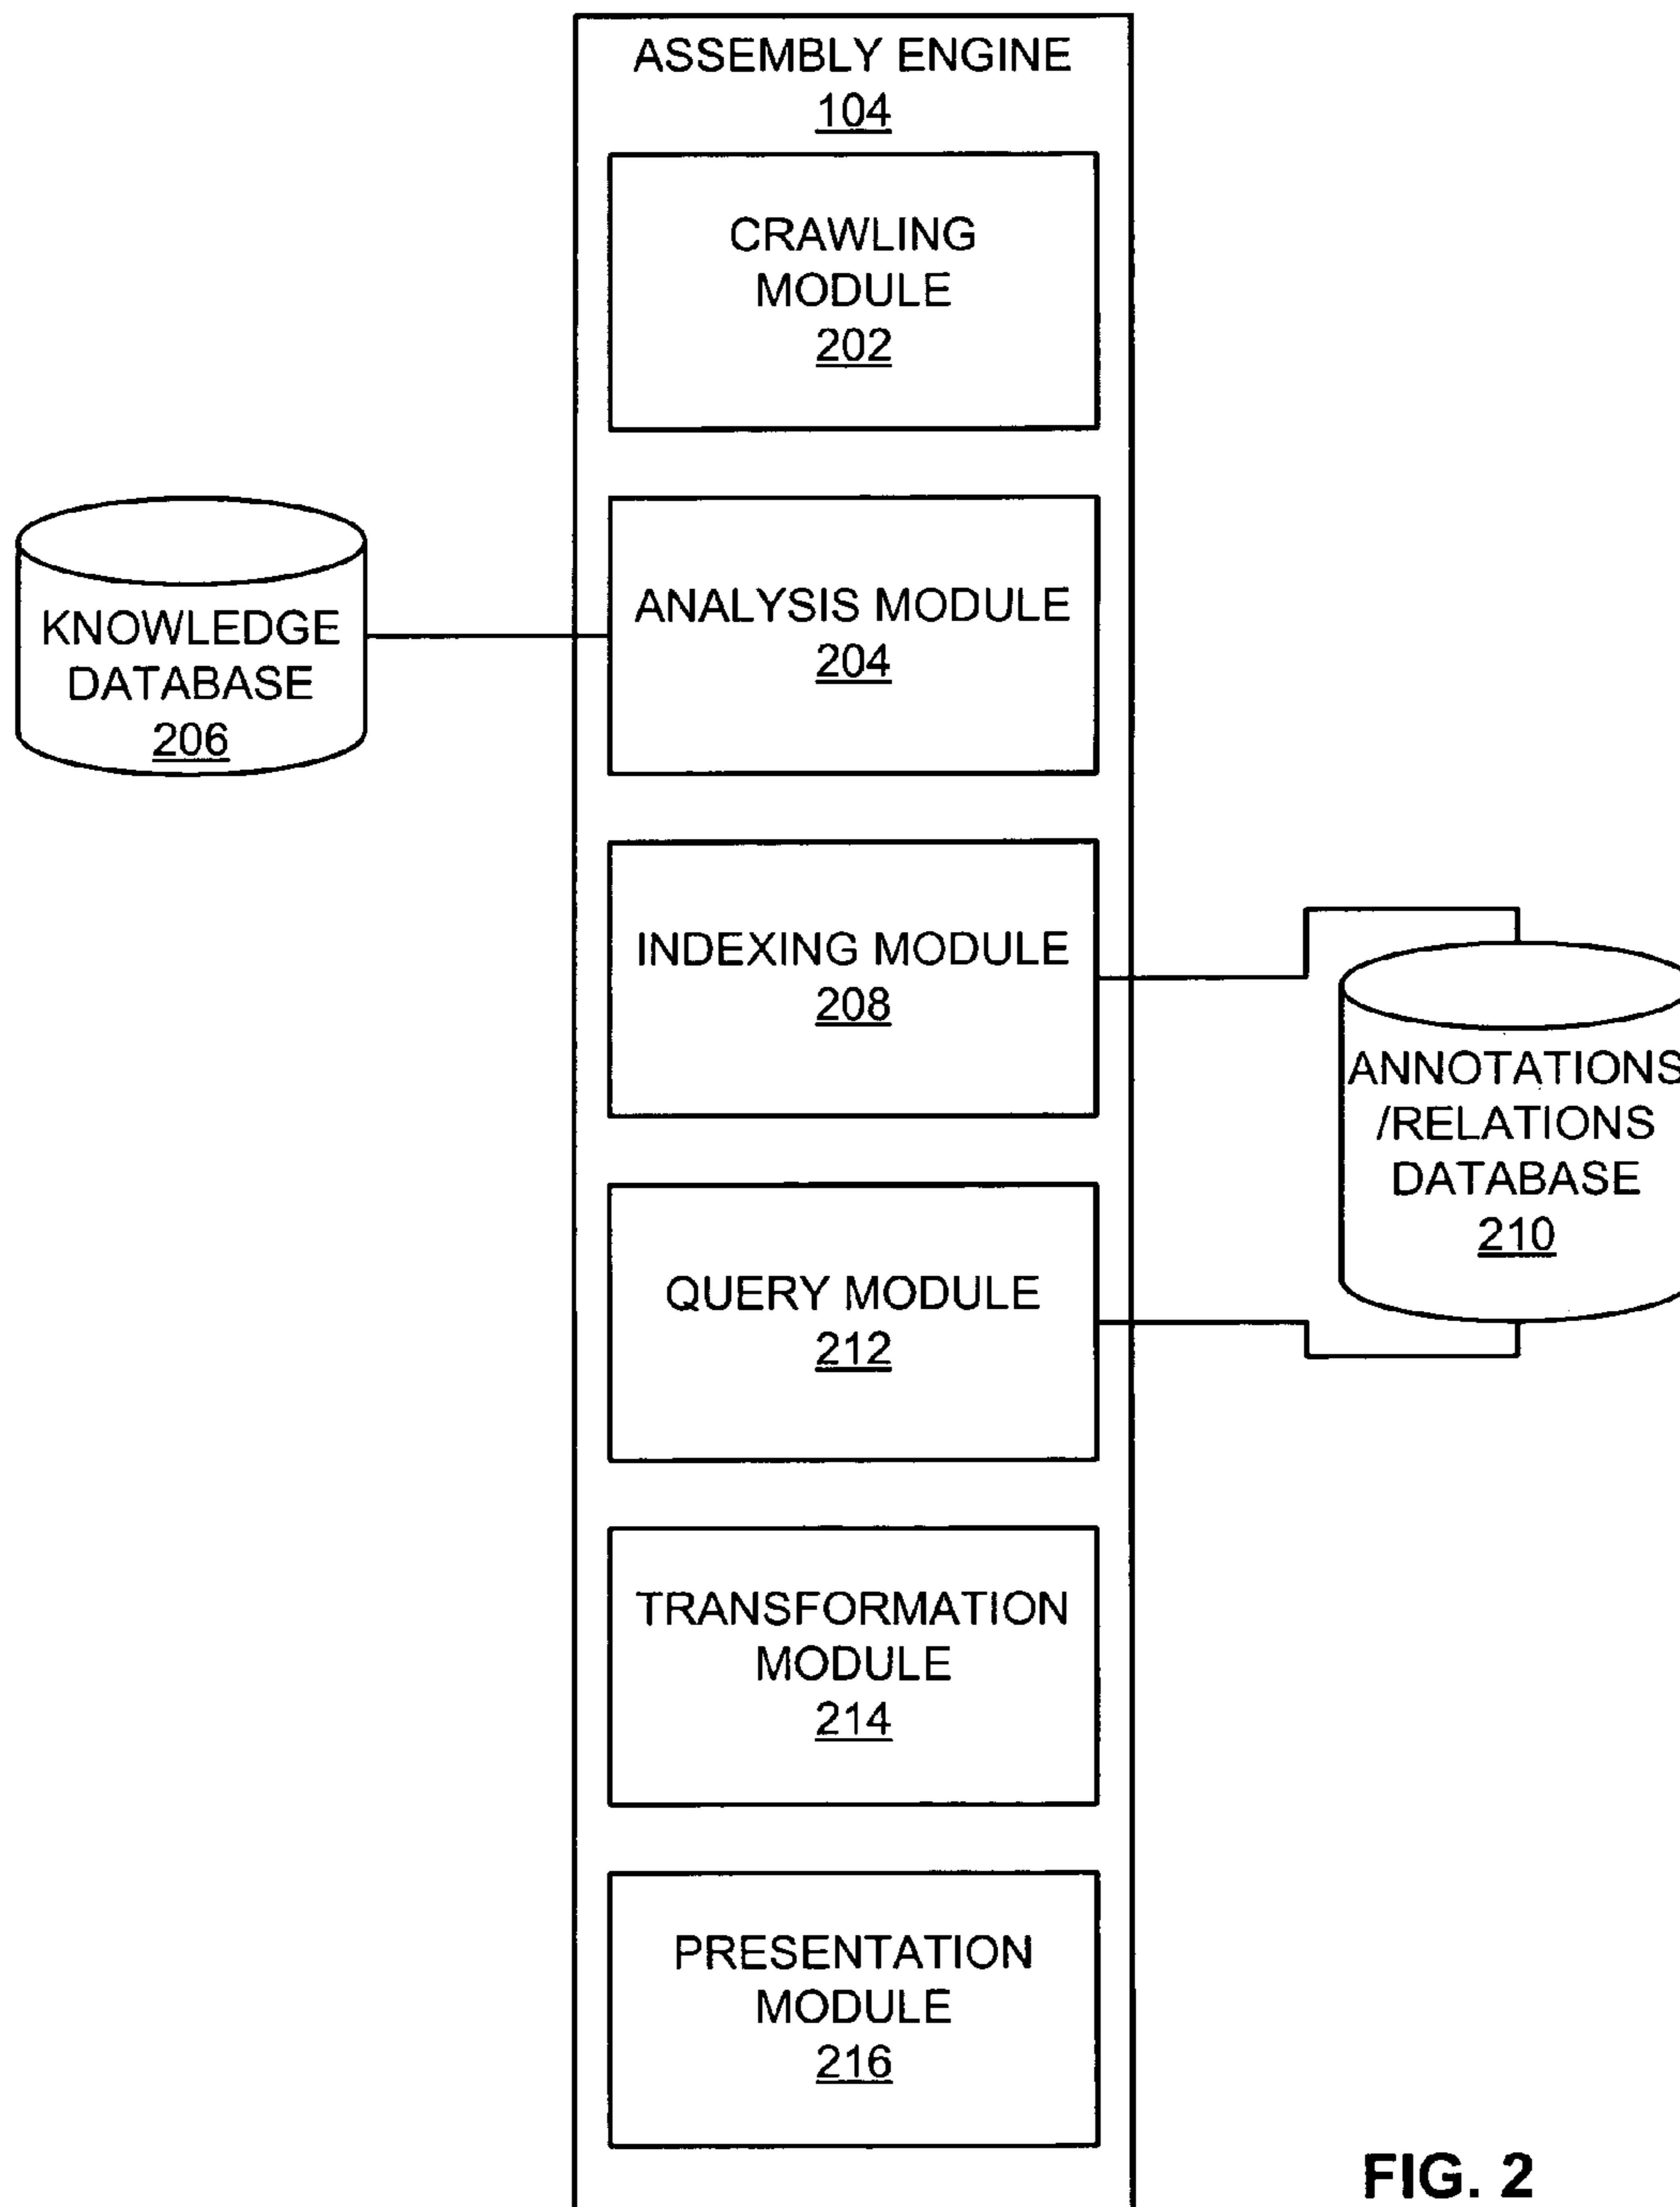 ASSEMBLY ENGINE
104
CRAWLING
MODULE
202
KNOWLEDGE
DATABASE
206
ANALYSIS MODULE
204
INDEXING MODULE
208
ANNOTATIONS
/RELATIONS
DATABASE
210
QUERY MODULE
212
TRANSFORMATION
MODULE
214
PRESENTATION
MODULE
216
FIG. 2